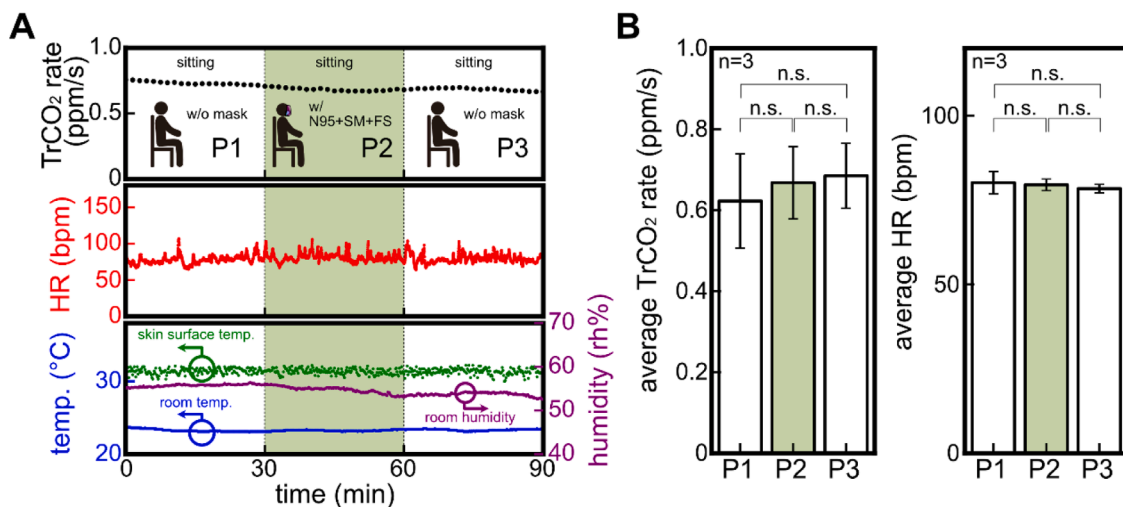 A
TrCO₂ rate
(ppm/s)
1.0
0.5
0
sitting
sitting
sitting
w/o mask
w/
N95+SM+FS
w/o mask
P1
P2
P3
HR (bpm)
150
100
50
0
temp. (°C)
30
20
skin surface temp.
room temp.
room humidity
70
60
50
40
humidity (rh%)
0
30
60
90
time (min)
B
average TrCO₂ rate (ppm/s)
1.0
0.8
0.6
0.4
0.2
0
n=3
n.s.
n.s.
n.s.
P1
P2
P3
average HR (bpm)
100
50
0
n=3
n.s.
n.s.
n.s.
P1
P2
P3